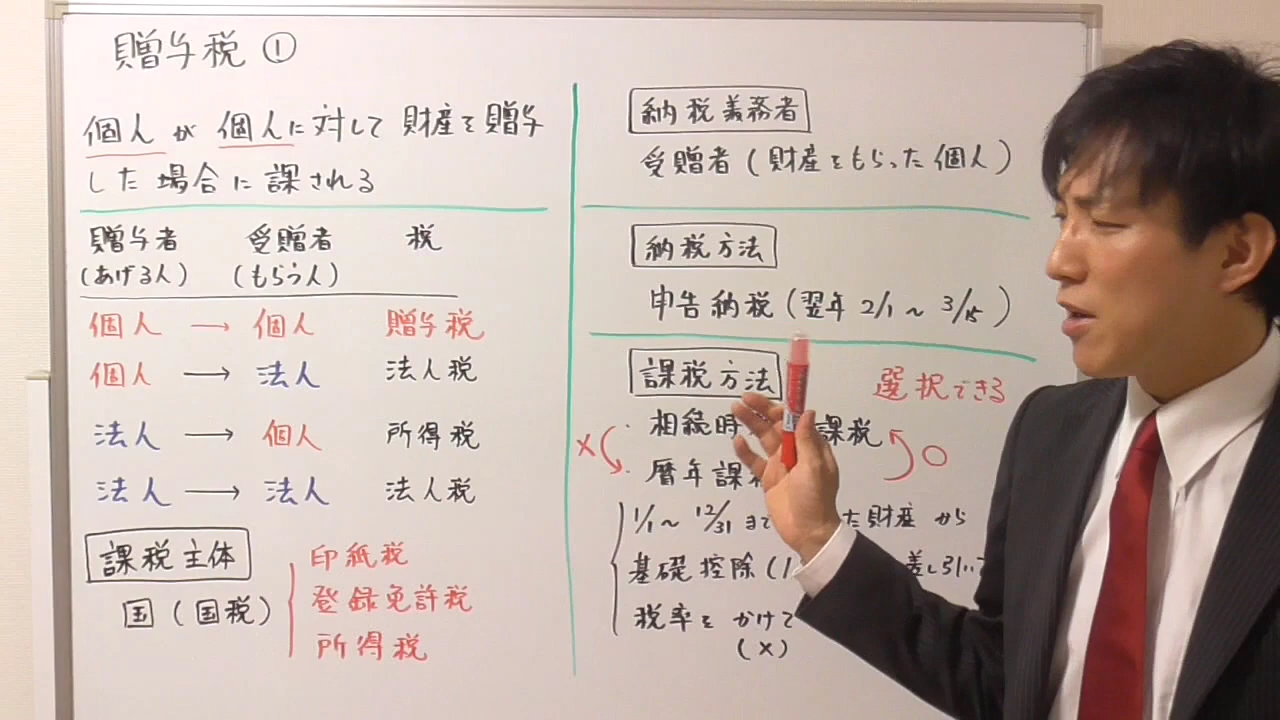 贈与税 ①
個人が個人に対して財産を贈与
した場合に課される
贈与者 受贈者 税
(あげる人) (もらう人)
個人 → 個人 贈与税
個人 → 法人 法人税
法人 → 個人 所得税
法人 → 法人 法人税
課税主体
国(国税)
印紙税
登録免許税
所得税
納税義務者
受贈者(財産をもらった個人)
納税方法
申告納税(翌年 2/1～3/15)
課税方法 選択できる
・相続時 課税
× ○
・暦年課
1/1～12/31 ま た財産から
基礎控除(1 差し引いて
税率をかけて
(×)